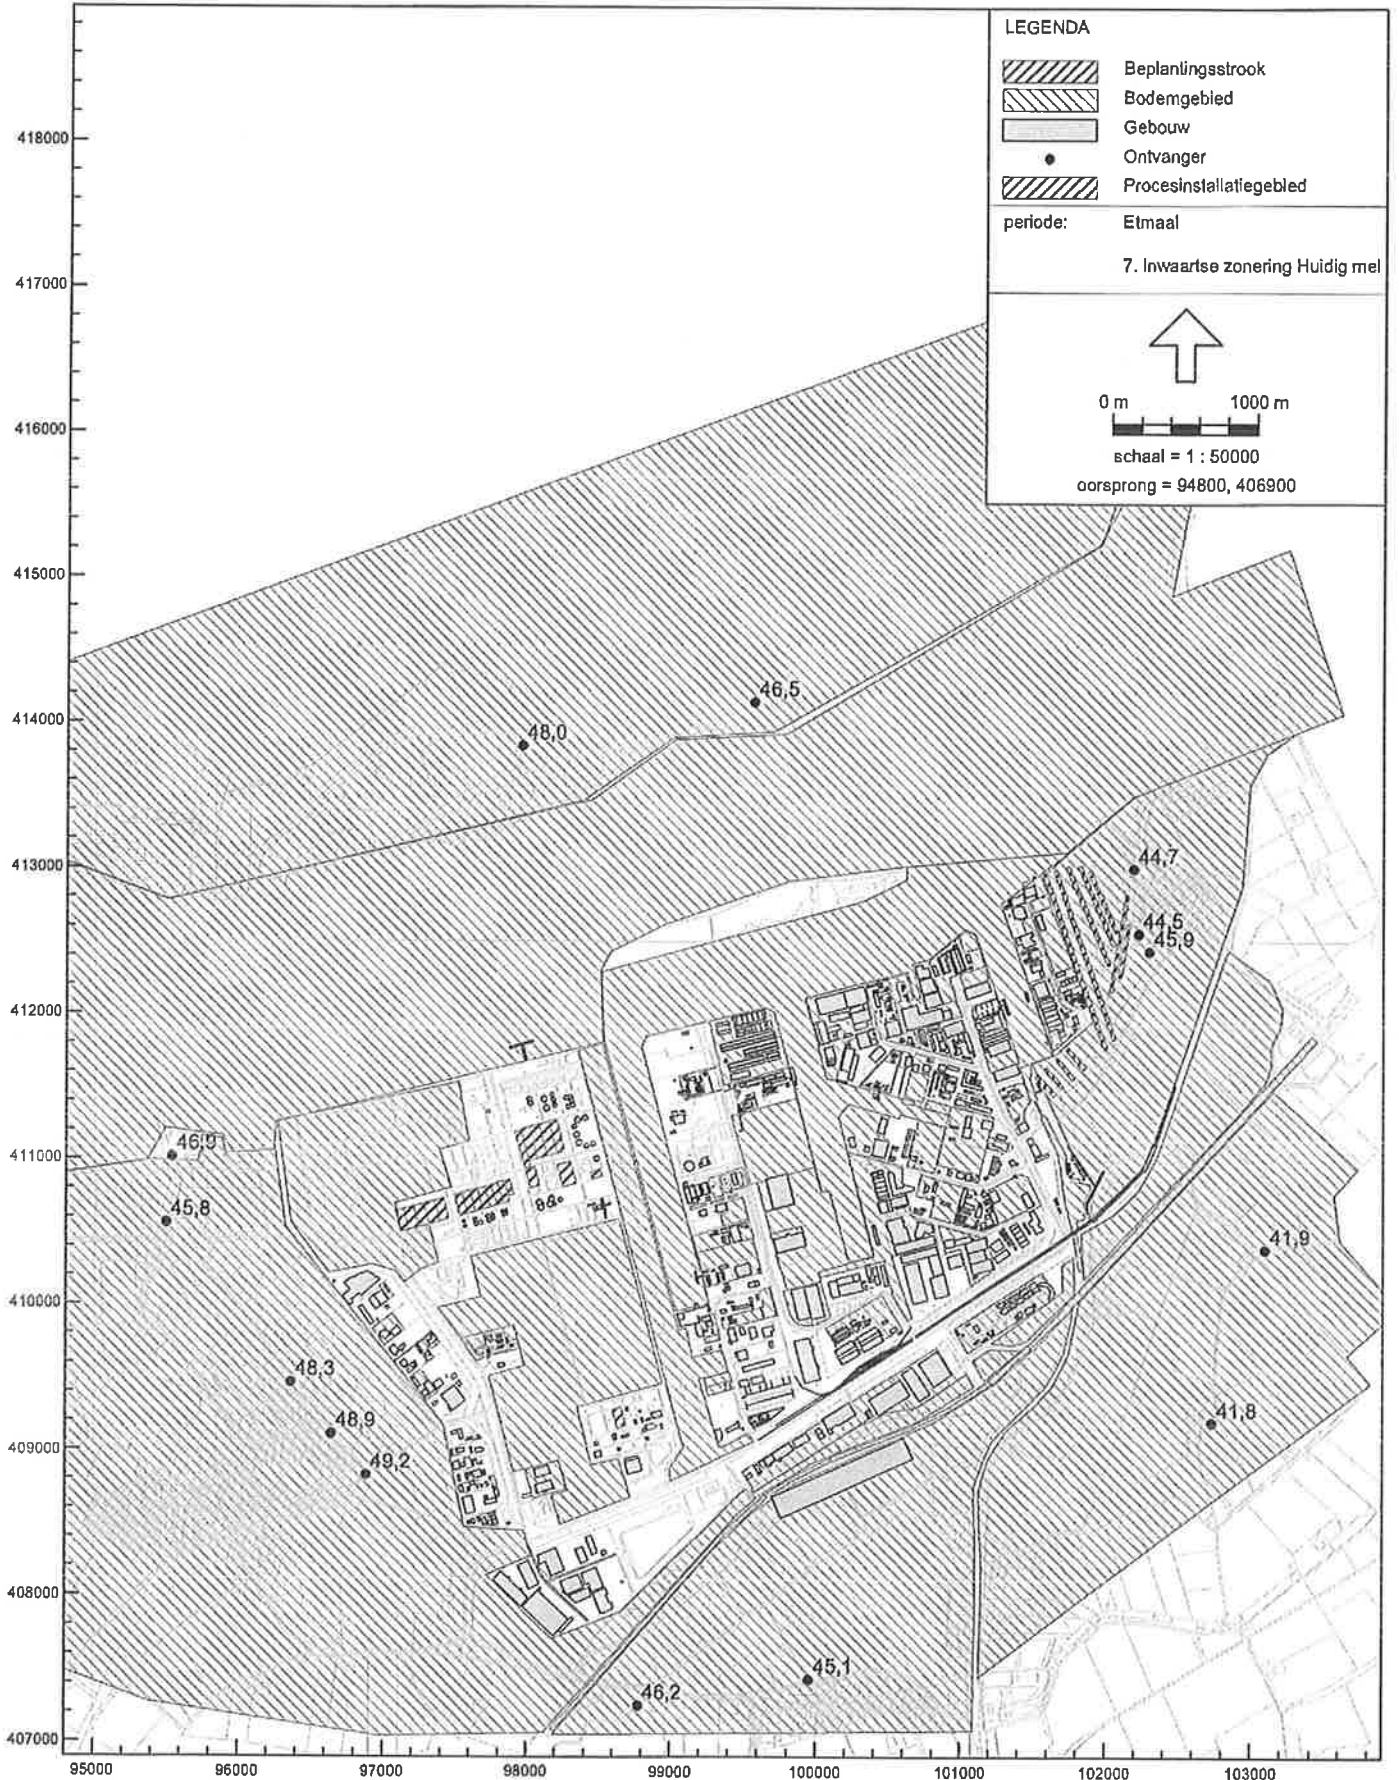 LEGENDA
Beplantingsstrook
Bodemgebied
Gebouw
Ontvanger
Procesinstallatiegebied
periode: Etmaal
7. Inwaartse zonering Huidig mel
0 m 1000 m
schaal = 1 : 50000
oorsprong = 94800, 406900
418000
417000
416000
415000
46,5
414000
48,0
413000
44,7
44,5
45,9
412000
46,9
411000
45,8
41,9
410000
48,3
48,9
41,8
409000
49,2
408000
45,1
46,2
407000
95000 96000 97000 98000 99000 100000 101000 102000 103000